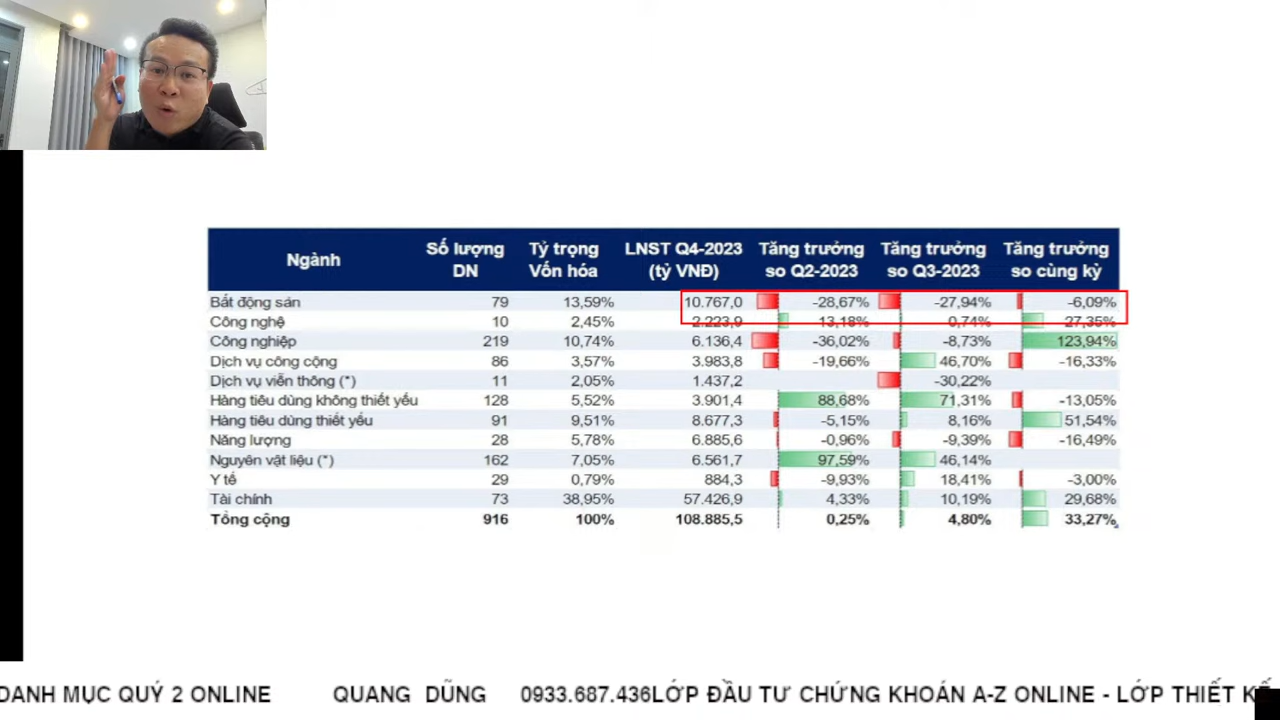 Ngành Số lượng DN Tỷ trọng Vốn hóa LNST Q4-2023 (tỷ VNĐ) Tăng trưởng so Q2-2023 Tăng trưởng so Q3-2023 Tăng trưởng so cùng kỳ
Bất động sản 79 13,59% 10.767,0 -28,67% -27,94% -6,09%
Công nghệ 10 2,45% 2.223,9 13,18% 0,74% 27,35%
Công nghiệp 219 10,74% 6.136,4 -36,02% -8,73% 123,94%
Dịch vụ công cộng 86 3,57% 3.983,8 -19,66% 46,70% -16,33%
Dịch vụ viễn thông (*) 11 2,05% 1.437,2 -30,22%
Hàng tiêu dùng không thiết yếu 128 5,52% 3.901,4 88,68% 71,31% -13,05%
Hàng tiêu dùng thiết yếu 91 9,51% 8.677,3 -5,15% 8,16% 51,54%
Năng lượng 28 5,78% 6.885,6 -0,96% -9,39% -16,49%
Nguyên vật liệu (*) 162 7,05% 6.561,7 97,59% 46,14%
Y tế 29 0,79% 884,3 -9,93% 18,41% -3,00%
Tài chính 73 38,95% 57.426,9 4,33% 10,19% 29,68%
Tổng cộng 916 100% 108.885,5 0,25% 4,80% 33,27%
DANH MỤC QUÝ 2 ONLINE QUANG DŨNG 0933.687.436LỚP ĐẦU TƯ CHỨNG KHOÁN A-Z ONLINE - LỚP THIẾT KẾ